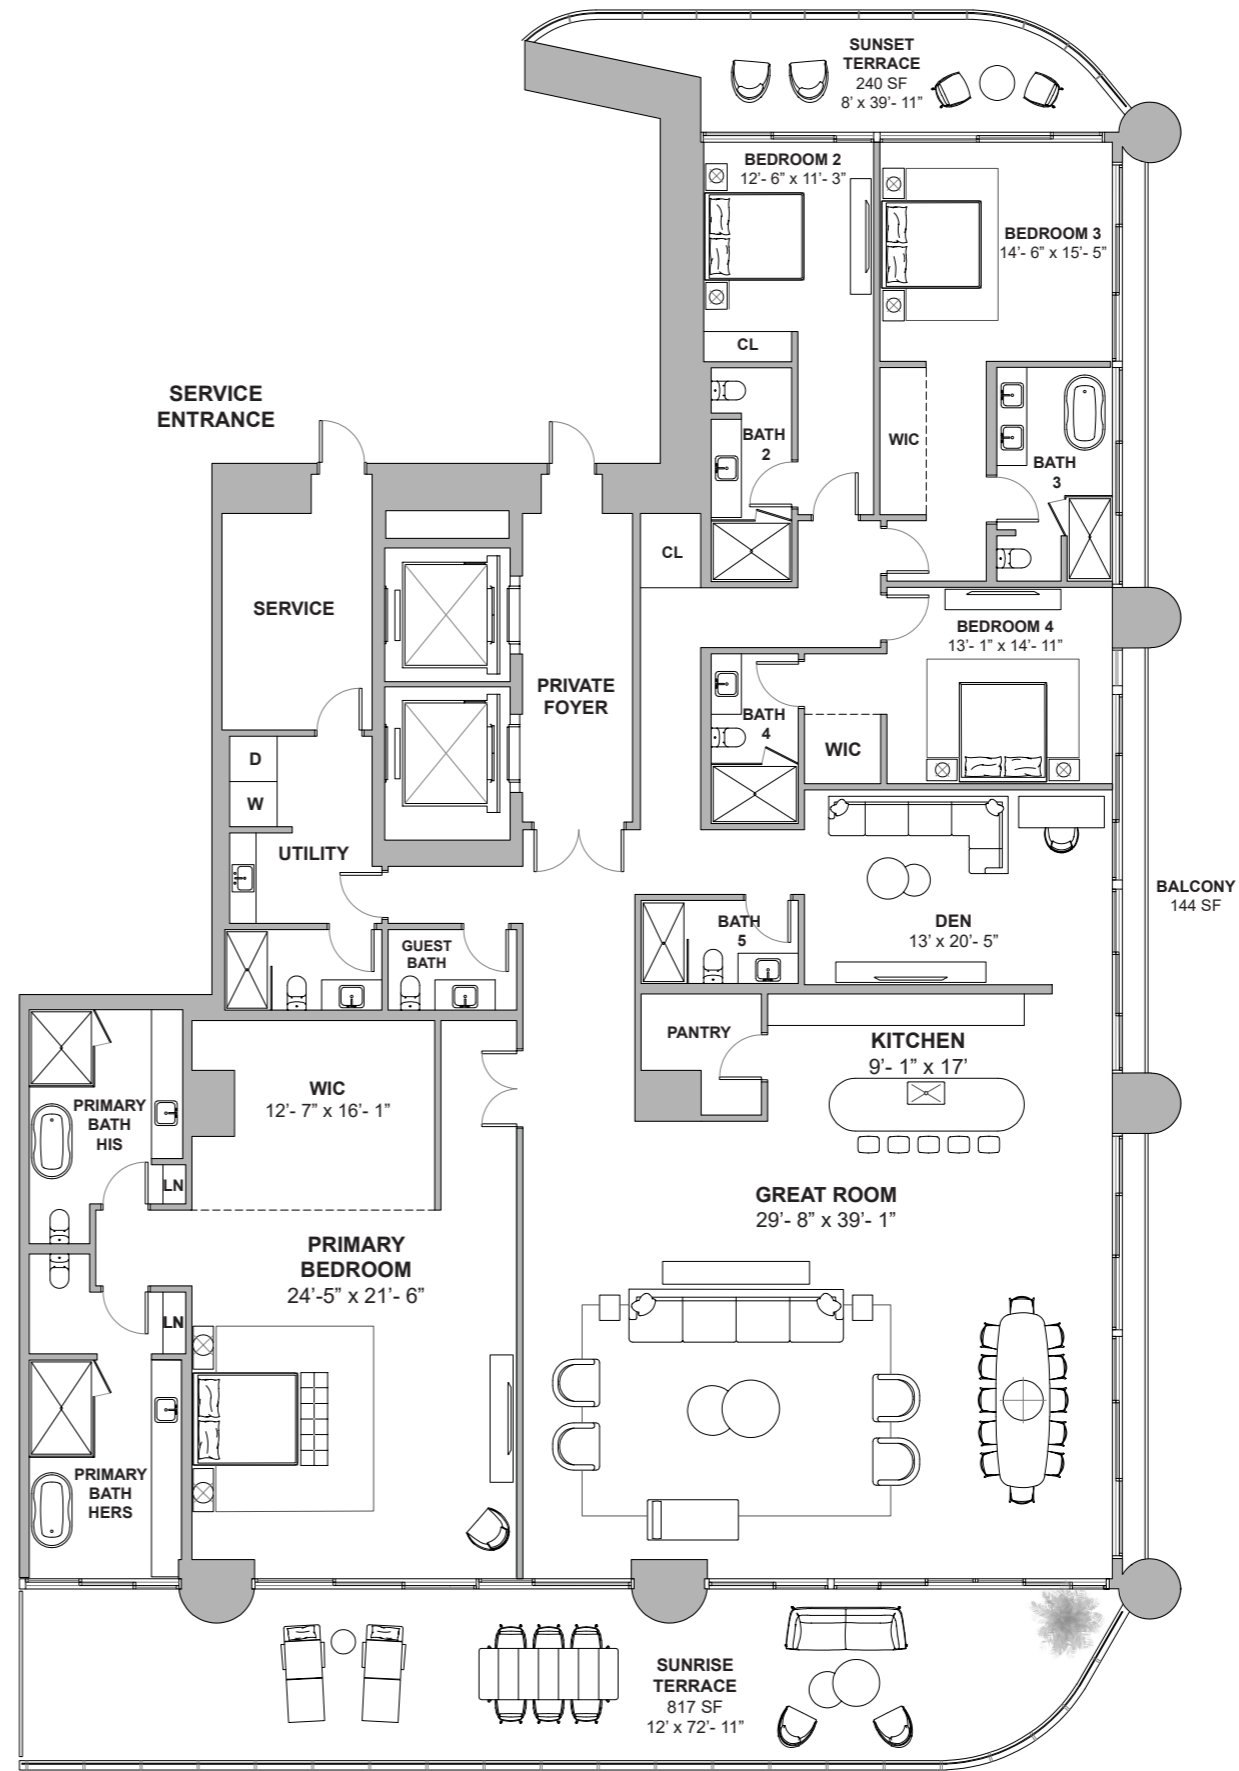 SUNSET
TERRACE
240 SF
8’ x 39’- 11”
BEDROOM 2
12’- 6” x 11’- 3”
BEDROOM 3
14’- 6” x 15’- 5”
CL
SERVICE
ENTRANCE
BATH
2
WIC
BATH
3
CL
SERVICE
BEDROOM 4
13’- 1” x 14’- 11”
PRIVATE
FOYER
BATH
4
WIC
D
W
UTILITY
BALCONY
144 SF
BATH
5
DEN
13’ x 20’- 5”
GUEST
BATH
PANTRY
KITCHEN
9’- 1” x 17’
WIC
12’- 7” x 16’- 1”
PRIMARY
BATH
HIS
LN
GREAT ROOM
29’- 8” x 39’- 1”
PRIMARY
BEDROOM
24’-5” x 21’- 6”
LN
PRIMARY
BATH
HERS
SUNRISE
TERRACE
817 SF
12’ x 72’- 11”